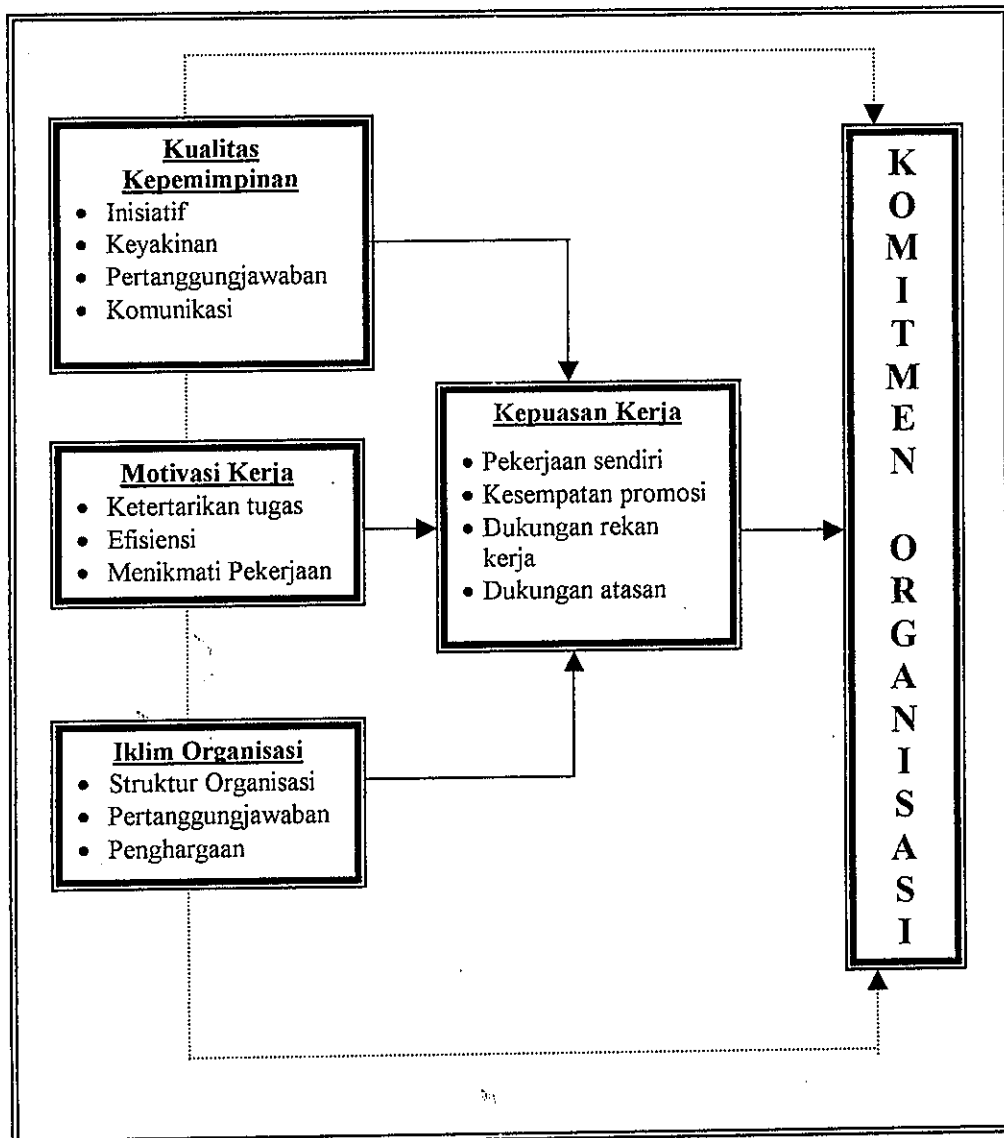 Kualitas
Kepemimpinan
• Inisiatif
• Keyakinan
• Pertanggungjawaban
• Komunikasi
Motivasi Kerja
• Ketertarikan tugas
• Efisiensi
• Menikmati Pekerjaan
Iklim Organisasi
• Struktur Organisasi
• Pertanggungjawaban
• Penghargaan
Kepuasan Kerja
• Pekerjaan sendiri
• Kesempatan promosi
• Dukungan rekan
kerja
• Dukungan atasan
K
O
M
I
T
M
E
N
O
R
G
A
N
I
S
A
S
I